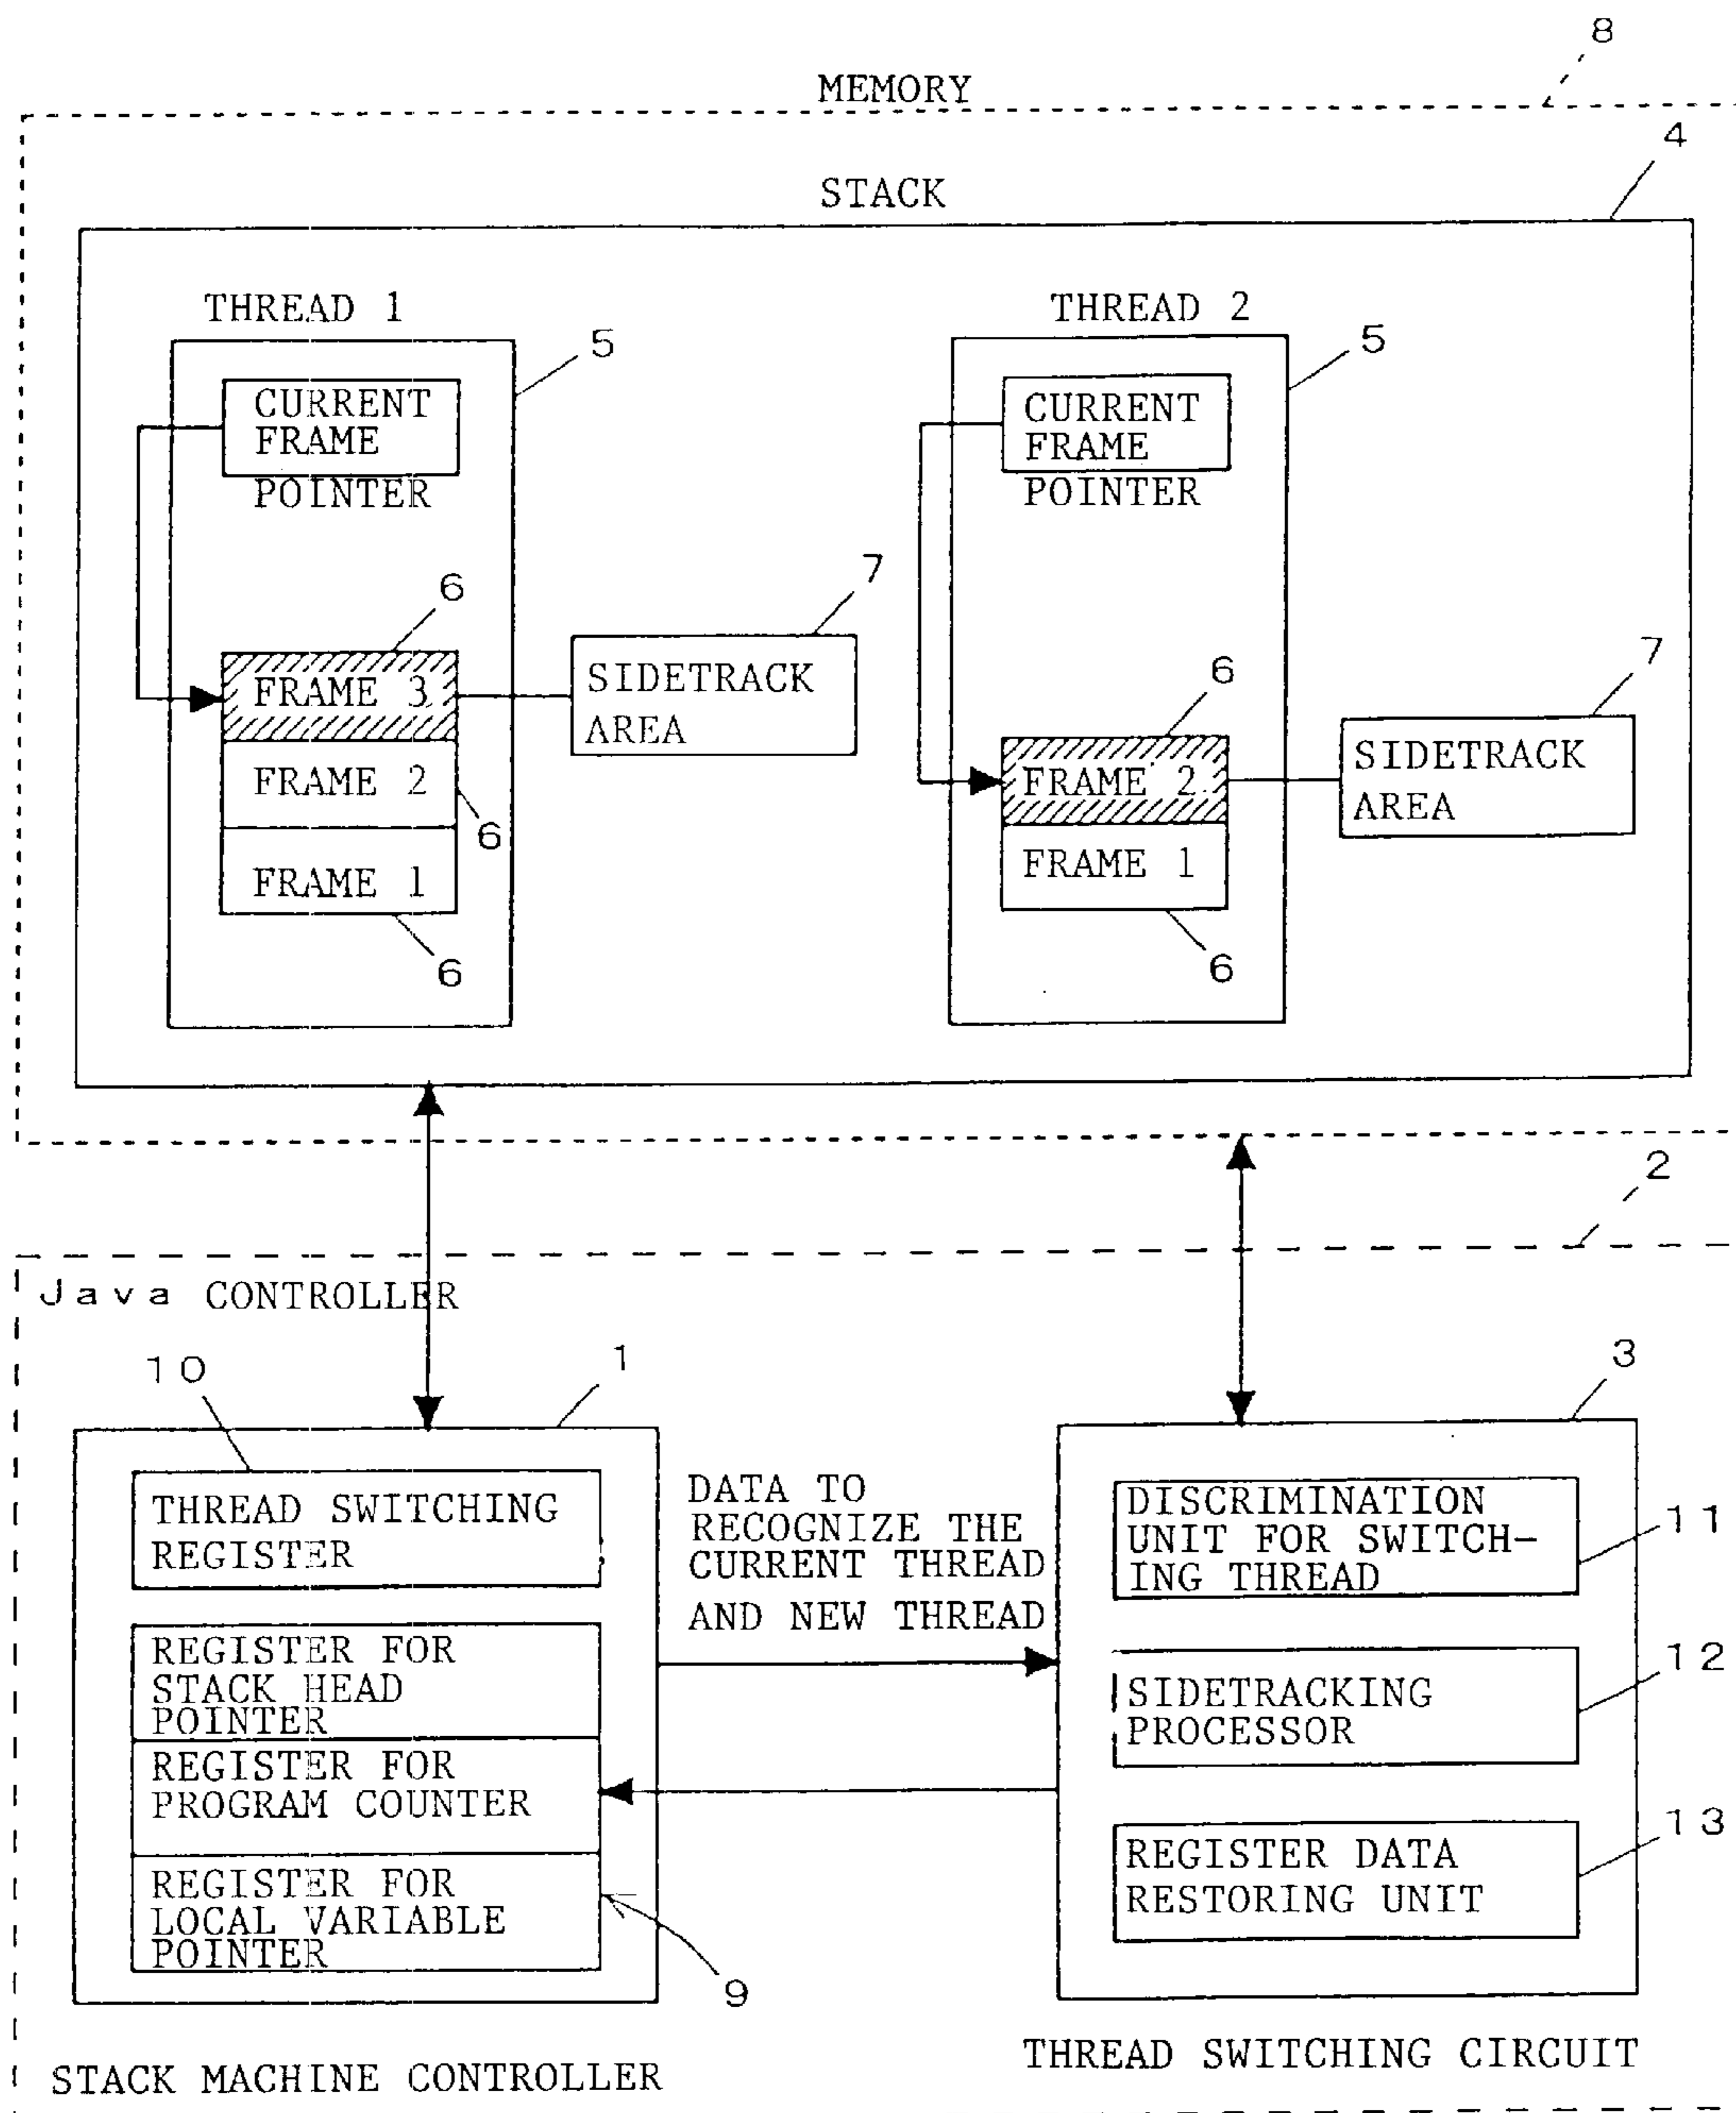 8
MEMORY
4
STACK
THREAD 1
5
CURRENT
FRAME
POINTER
6
FRAME 3
FRAME 2
6
FRAME 1
6
7
SIDETRACK
AREA
THREAD 2
5
CURRENT
FRAME
POINTER
6
FRAME 2
FRAME 1
6
7
SIDETRACK
AREA
2
Java CONTROLLER
10
1
THREAD SWITCHING
REGISTER
REGISTER FOR
STACK HEAD
POINTER
REGISTER FOR
PROGRAM COUNTER
REGISTER FOR
LOCAL VARIABLE
POINTER
9
STACK MACHINE CONTROLLER
DATA TO
RECOGNIZE THE
CURRENT THREAD
AND NEW THREAD
3
DISCRIMINATION
UNIT FOR SWITCH-
ING THREAD
11
SIDETRACKING
PROCESSOR
12
REGISTER DATA
RESTORING UNIT
13
THREAD SWITCHING CIRCUIT